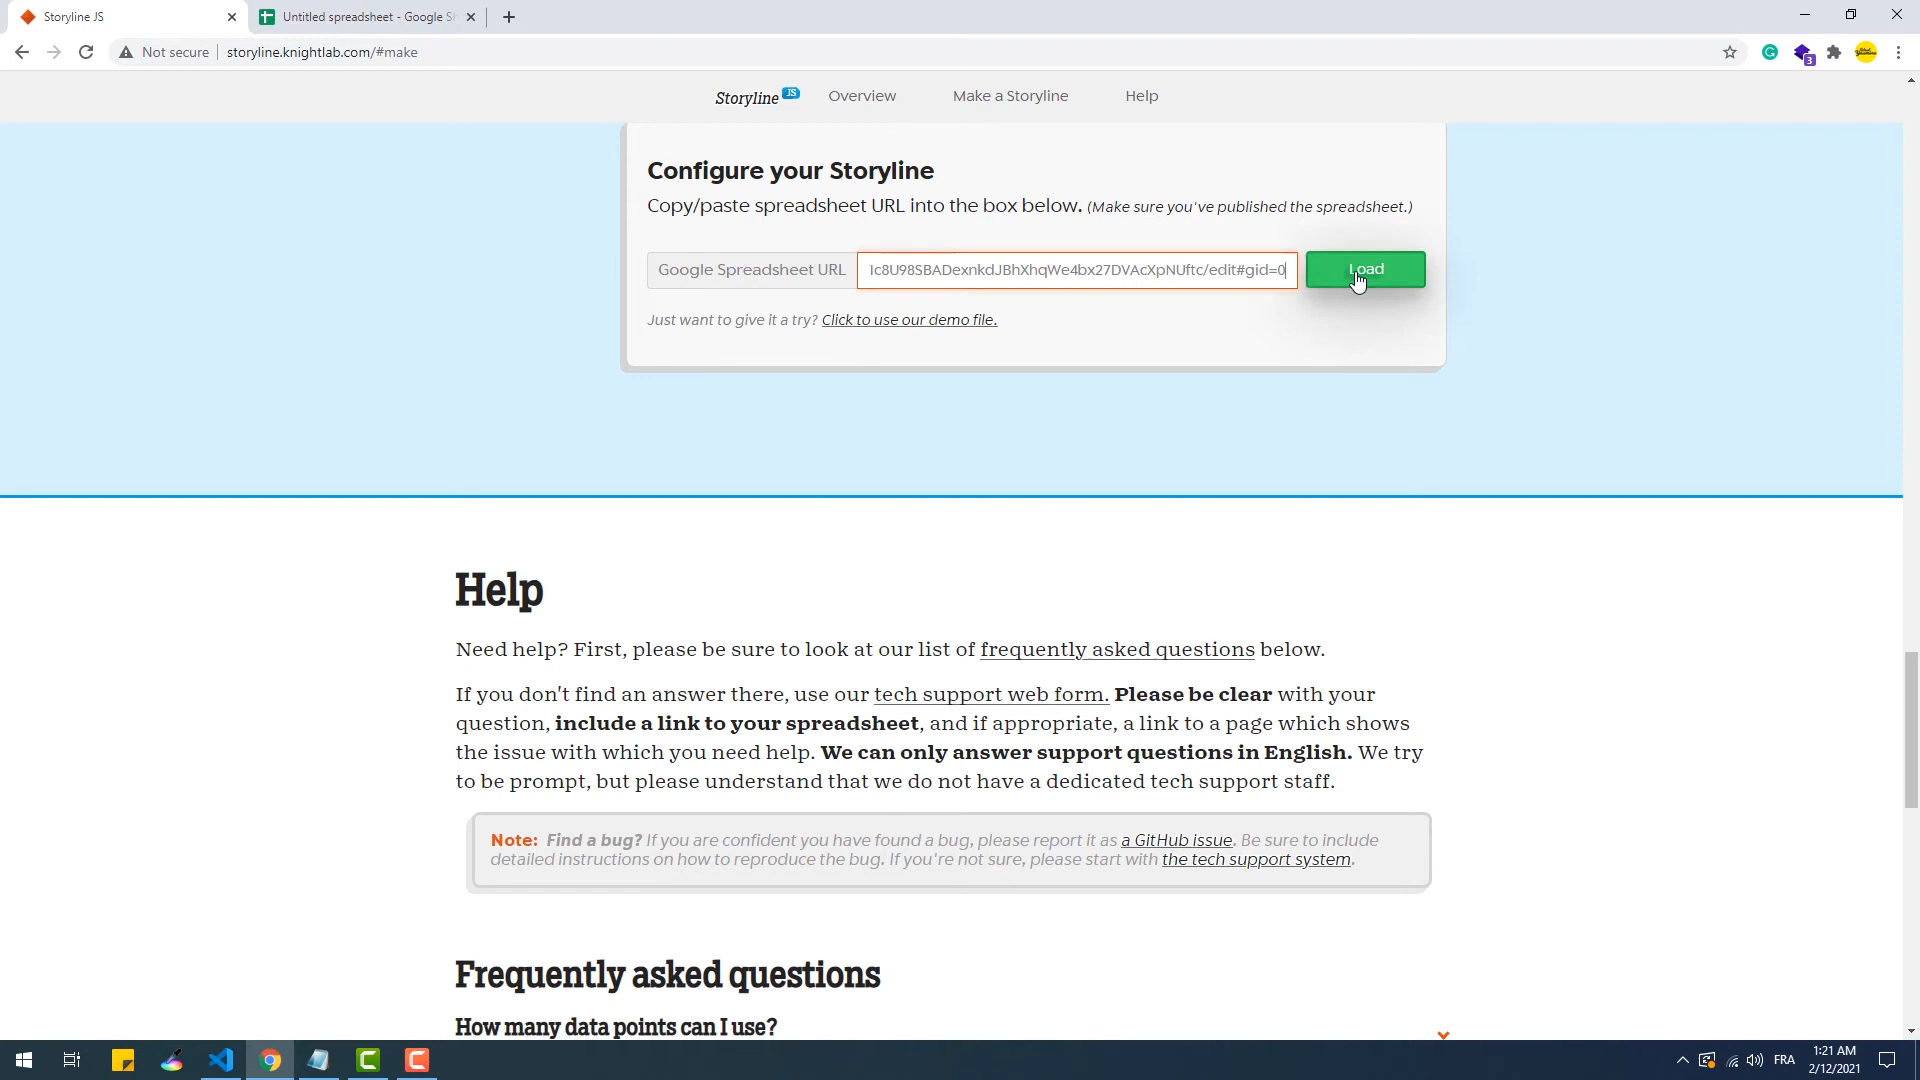 Storyline JS
Untitled spreadsheet - Google Sh
Not secure
storyline.knightlab.com/#make
3
Storyline JS
Overview
Make a Storyline
Help
Configure your Storyline
Copy/paste spreadsheet URL into the box below. (Make sure you've published the spreadsheet.)
Google Spreadsheet URL
Ic8U98SBADexnkdJBhXhqWe4bx27DVAcXpNUftc/edit#gid=0
Load
Just want to give it a try? Click to use our demo file.
Help
Need help? First, please be sure to look at our list of frequently asked questions below.
If you don't find an answer there, use our tech support web form. Please be clear with your
question, include a link to your spreadsheet, and if appropriate, a link to a page which shows
the issue with which you need help. We can only answer support questions in English. We try
to be prompt, but please understand that we do not have a dedicated tech support staff.
Note: Find a bug? If you are confident you have found a bug, please report it as a GitHub issue. Be sure to include
detailed instructions on how to reproduce the bug. If you're not sure, please start with the tech support system.
Frequently asked questions
How many data points can I use?
FRA
1:21 AM
2/12/2021